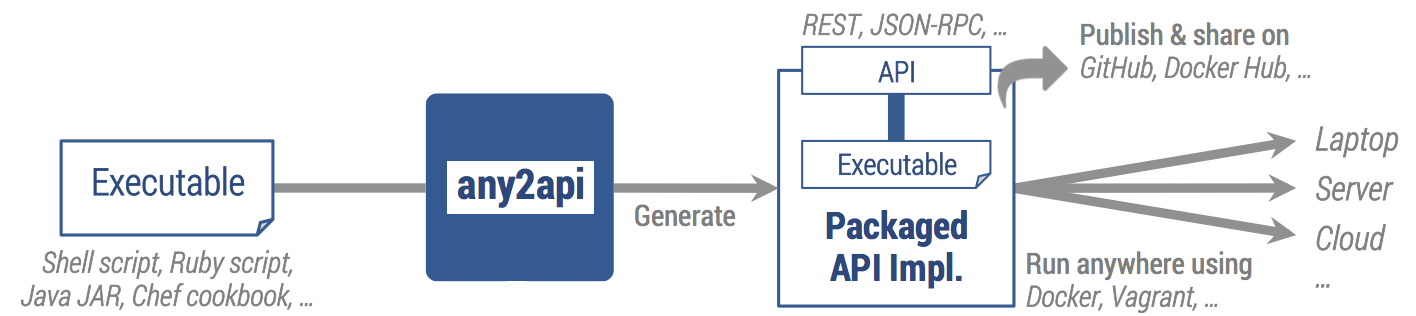 Executable
Shell script, Ruby script,
Java JAR, Chef cookbook, ...
any2api
Generate
REST, JSON-RPC, ...
API
Executable
Packaged
API Impl.
Publish & share on
GitHub, Docker Hub, ...
Laptop
Server
Cloud
...
Run anywhere using
Docker, Vagrant, ...